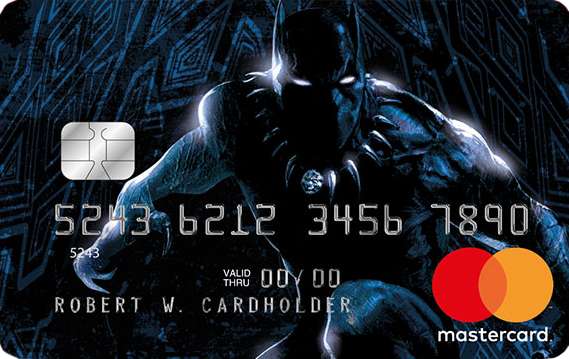 5243 6212 3456 7890
5243
VALID
THRU 00/00
ROBERT W. CARDHOLDER
mastercard.